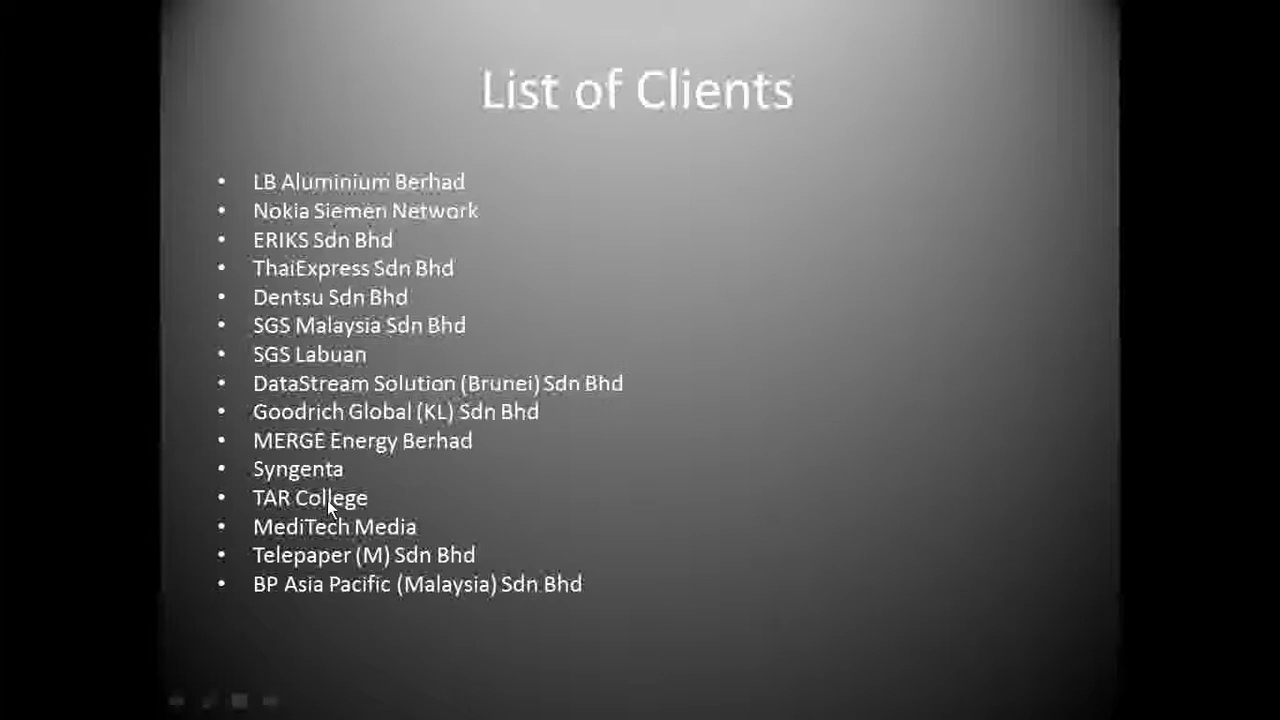 List of Clients
• LB Aluminium Berhad
• Nokia Siemen Network
• ERIKS Sdn Bhd
• ThaiExpress Sdn Bhd
• Dentsu Sdn Bhd
• SGS Malaysia Sdn Bhd
• SGS Labuan
• DataStream Solution (Brunei) Sdn Bhd
• Goodrich Global (KL) Sdn Bhd
• MERGE Energy Berhad
• Syngenta
• TAR College
• MediTech Media
• Telepaper (M) Sdn Bhd
• BP Asia Pacific (Malaysia) Sdn Bhd